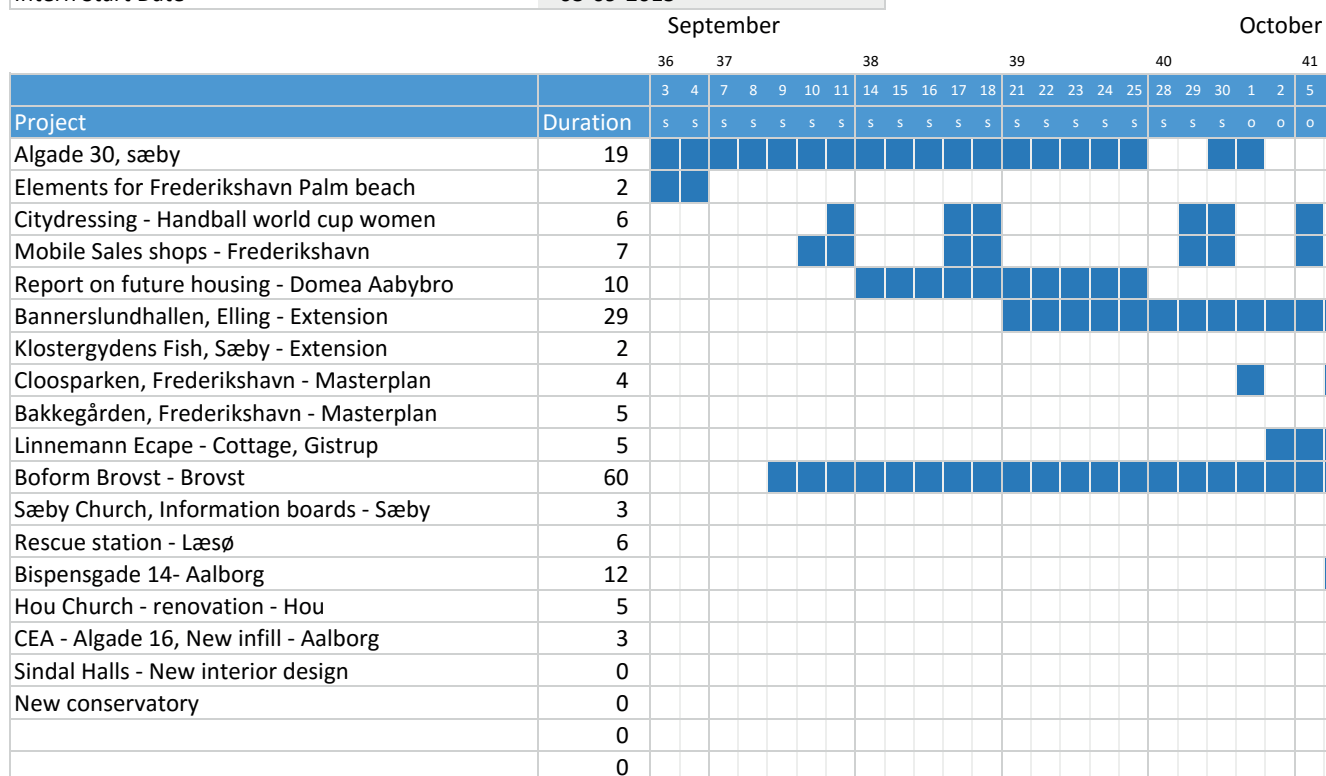 September October
36 37 38 39 40 41
3 4 7 8 9 10 11 14 15 16 17 18 21 22 23 24 25 28 29 30 1 2 5
Project Duration s s s s s s s s s s s s s s s s s s s s o o o
Algade 30, sæby 19
Elements for Frederikshavn Palm beach 2
Citydressing - Handball world cup women 6
Mobile Sales shops - Frederikshavn 7
Report on future housing - Domea Aabybro 10
Bannerslundhallen, Elling - Extension 29
Klostergydens Fish, Sæby - Extension 2
Cloosparken, Frederikshavn - Masterplan 4
Bakkegården, Frederikshavn - Masterplan 5
Linnemann Ecape - Cottage, Gistrup 5
Boform Brovst - Brovst 60
Sæby Church, Information boards - Sæby 3
Rescue station - Læsø 6
Bispensgade 14- Aalborg 12
Hou Church - renovation - Hou 5
CEA - Algade 16, New infill - Aalborg 3
Sindal Halls - New interior design 0
New conservatory 0
0
0